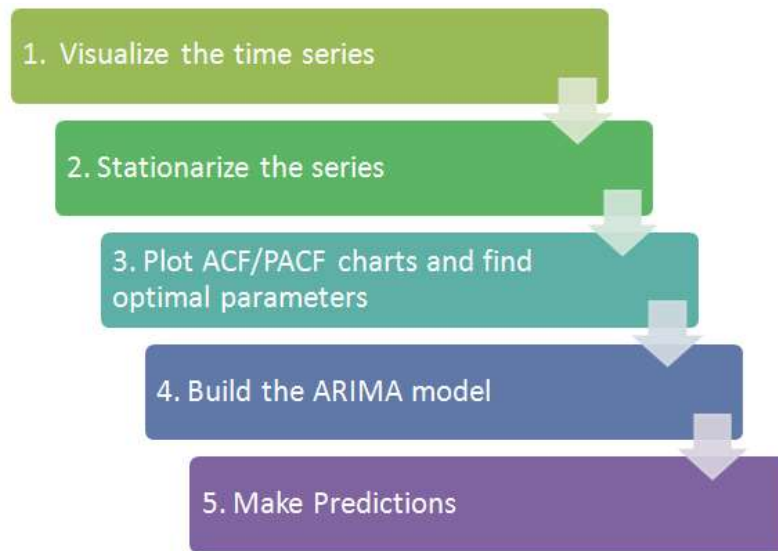 1. Visualize the time series
2. Stationarize the series
3. Plot ACF/PACF charts and find
optimal parameters
4. Build the ARIMA model
5. Make Predictions